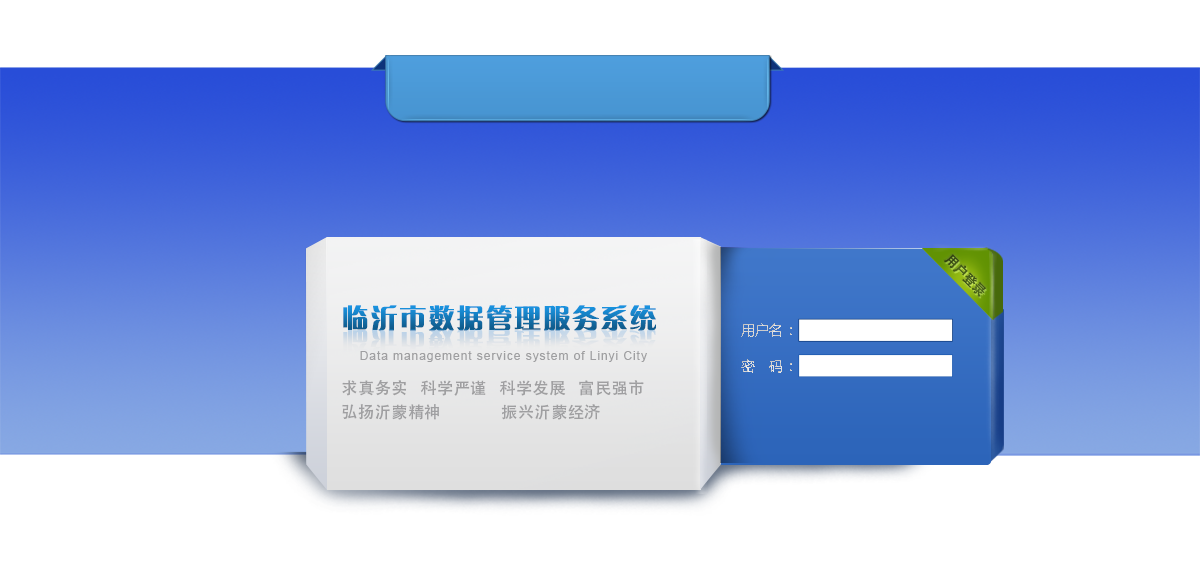 临沂市数据管理服务系统
Data management service system of Linyi City
求真务实 科学严谨 科学发展 富民强市
弘扬沂蒙精神 振兴沂蒙经济
用户登录
用户名：
密 码：